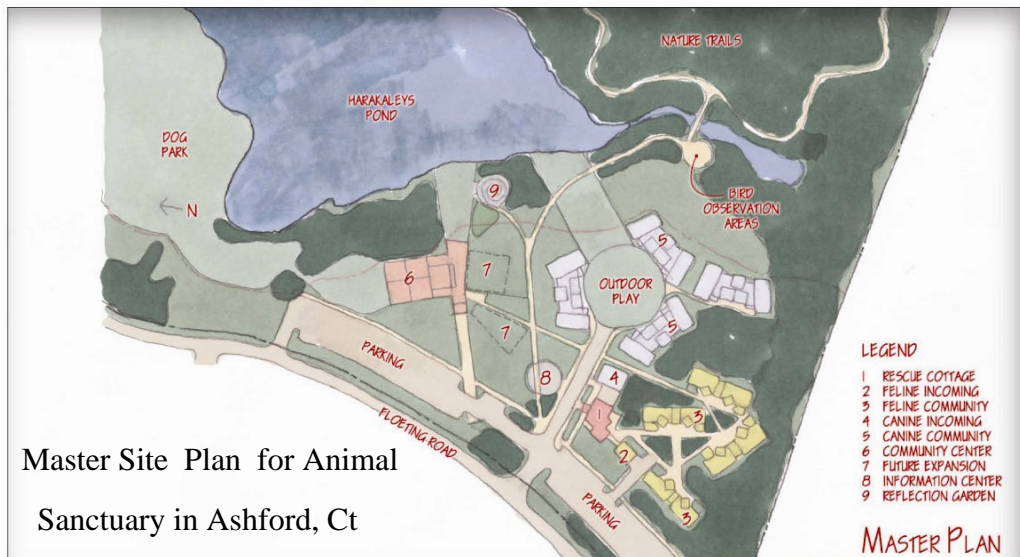 NATURE TRAILS
HARAKALEYS
POND
DOG
PARK
N
BIRD
OBSERVATION
AREAS
9
5
6
7
OUTDOOR
PLAY
7
5
PARKING
8
4
1
3
2
3
FLOETING ROAD
PARKING
Master Site Plan for Animal
Sanctuary in Ashford, Ct
LEGEND
1 RESCUE COTTAGE
2 FELINE INCOMING
3 FELINE COMMUNITY
4 CANINE INCOMING
5 CANINE COMMUNITY
6 COMMUNITY CENTER
7 FUTURE EXPANSION
8 INFORMATION CENTER
9 REFLECTION GARDEN
MASTER PLAN